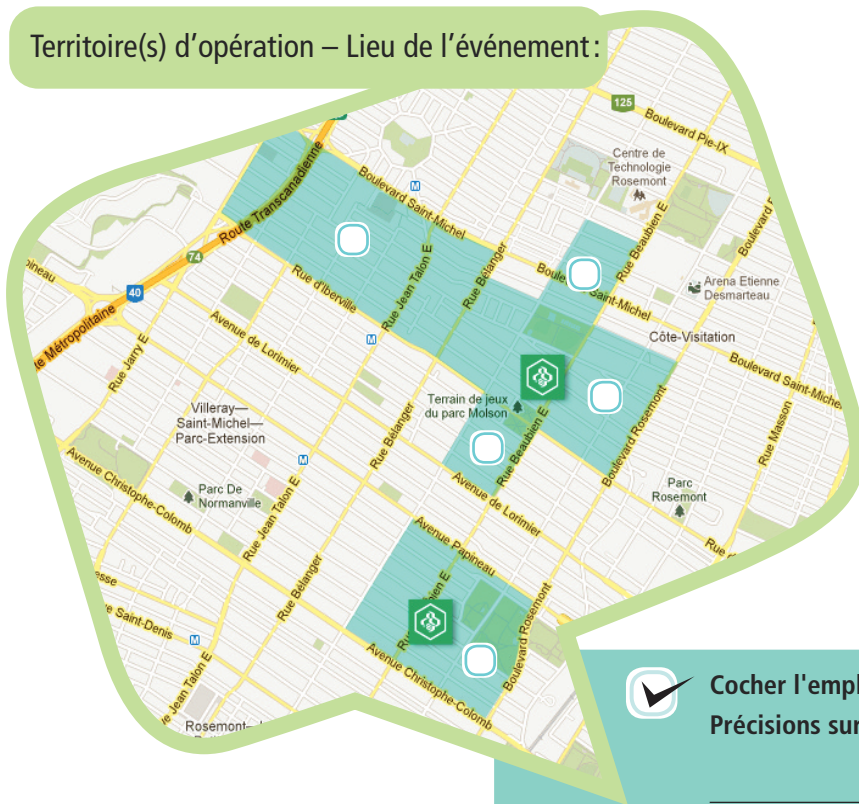 Territoire(s) d'opération – Lieu de l'événement :
125
Boulevard Pie-IX
Centre de
Technologie
Rosemont
Route Transcanadienne
Boulevard Saint-Michel
M
Rue Beaubien E
Rue Jean Talon E
Rue Bélanger
74
Rue d'Iberville
Boulevard Saint-Michel
Arena Etienne
Desmarteau
40
Avenue de Lorimier
M
Côte-Visitation
Rue Jarry E
Boulevard Saint-Michel
Villeray—
Saint-Michel—
Parc-Extension
Terrain de jeux
du parc Molson
Rue Bélanger
Rue Beaubien E
Boulevard Rosemont
Rue Masson
M
Parc De
Normanville
Parc
Rosemont
Avenue Christophe-Colomb
Rue Jean Talon E
Avenue de Lorimier
Avenue Papineau
Rue Bélanger
Rue Saint-Denis
M
Boulevard Rosemont
Avenue Christophe-Colomb
Rue Jean Talon E
Cocher l'empl
Précisions sur